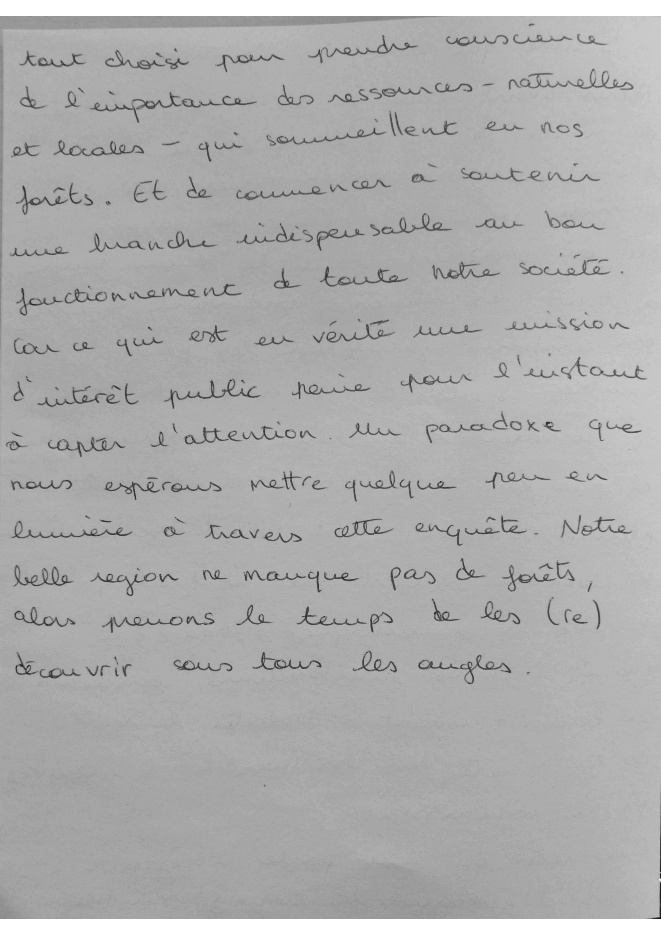 tout choisi pour prendre conscience
de l'importance des ressources - naturelles
et locales - qui sommeillent en nos
forêts. Et de commencer à soutenir
une branche indispensable au bon
fonctionnement de toute notre société.
Car ce qui est en vérité une mission
d'intérêt public peine pour l'instant
à capter l'attention. Un paradoxe que
nous espérons mettre quelque peu en
lumière à travers cette enquête. Notre
belle region ne manque pas de forêts,
alors prenons le temps de les (re)
découvrir sous tous les angles.